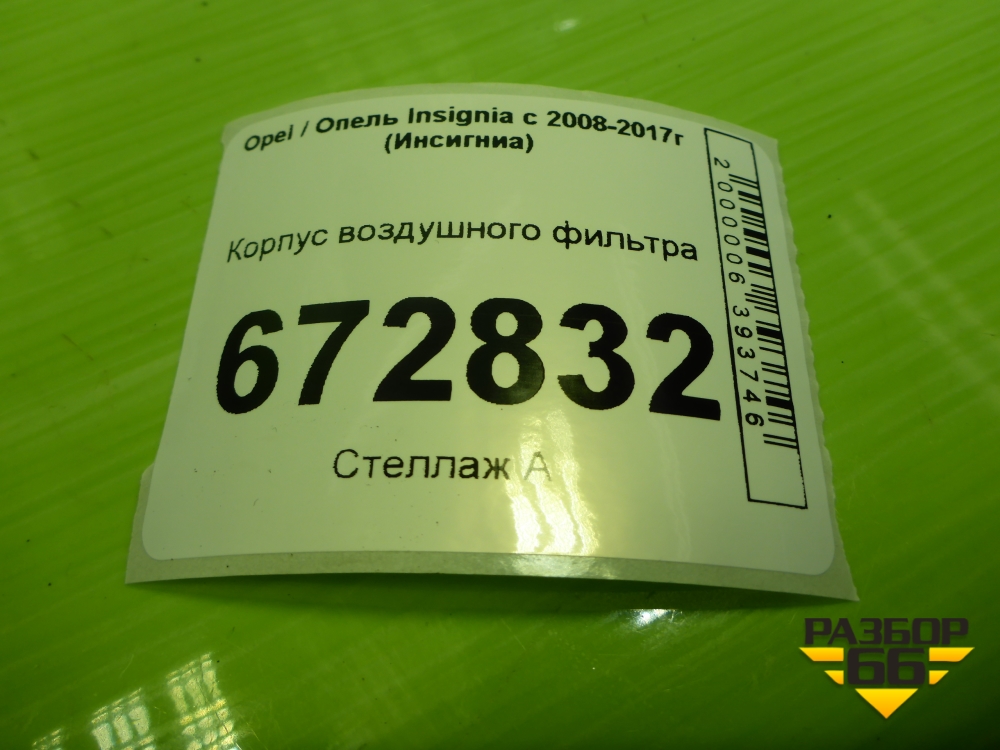 Opel / Опель Insignia с 2008-2017г
(Инсигниа)
Корпус воздушного фильтра
672832
Стеллаж А
2000006393746
РАЗБОР
66